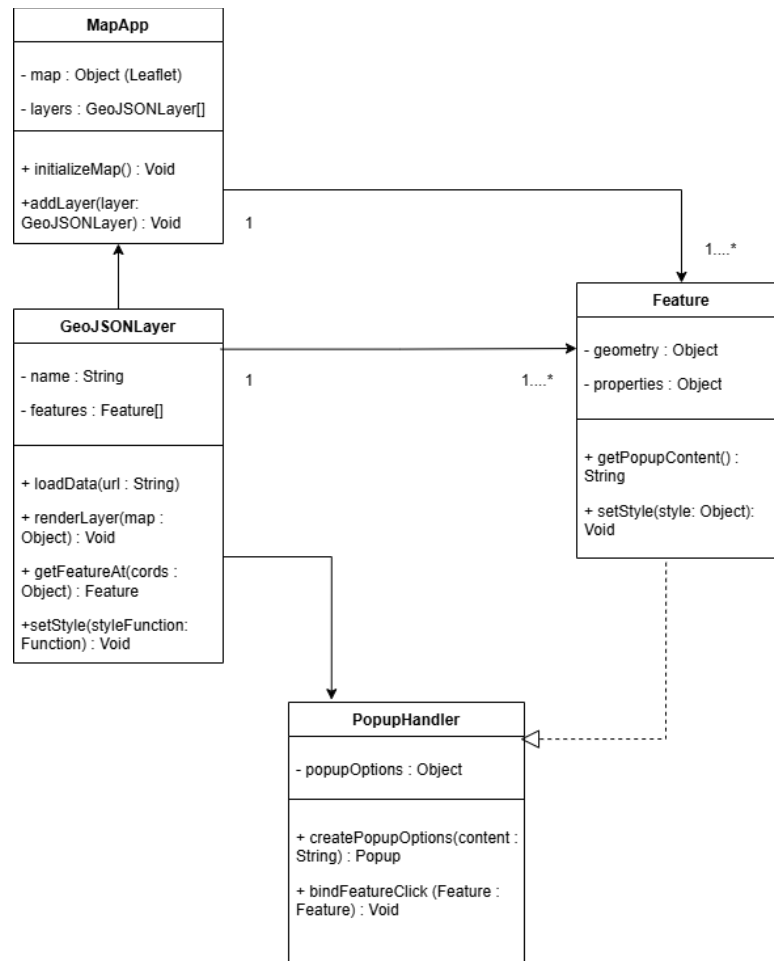 MapApp
- map : Object (Leaflet)
- layers : GeoJSONLayer[]
+ initializeMap() : Void
+addLayer(layer:
GeoJSONLayer) : Void
1
1....*
GeoJSONLayer
- name : String
- features : Feature[]
+ loadData(url : String)
+ renderLayer(map :
Object) : Void
+ getFeatureAt(cords :
Object) : Feature
+setStyle(styleFunction:
Function) : Void
1
1....*
Feature
- geometry : Object
- properties : Object
+ getPopupContent() :
String
+ setStyle(style: Object):
Void
PopupHandler
- popupOptions : Object
+ createPopupOptions(content :
String) : Popup
+ bindFeatureClick (Feature :
Feature) : Void